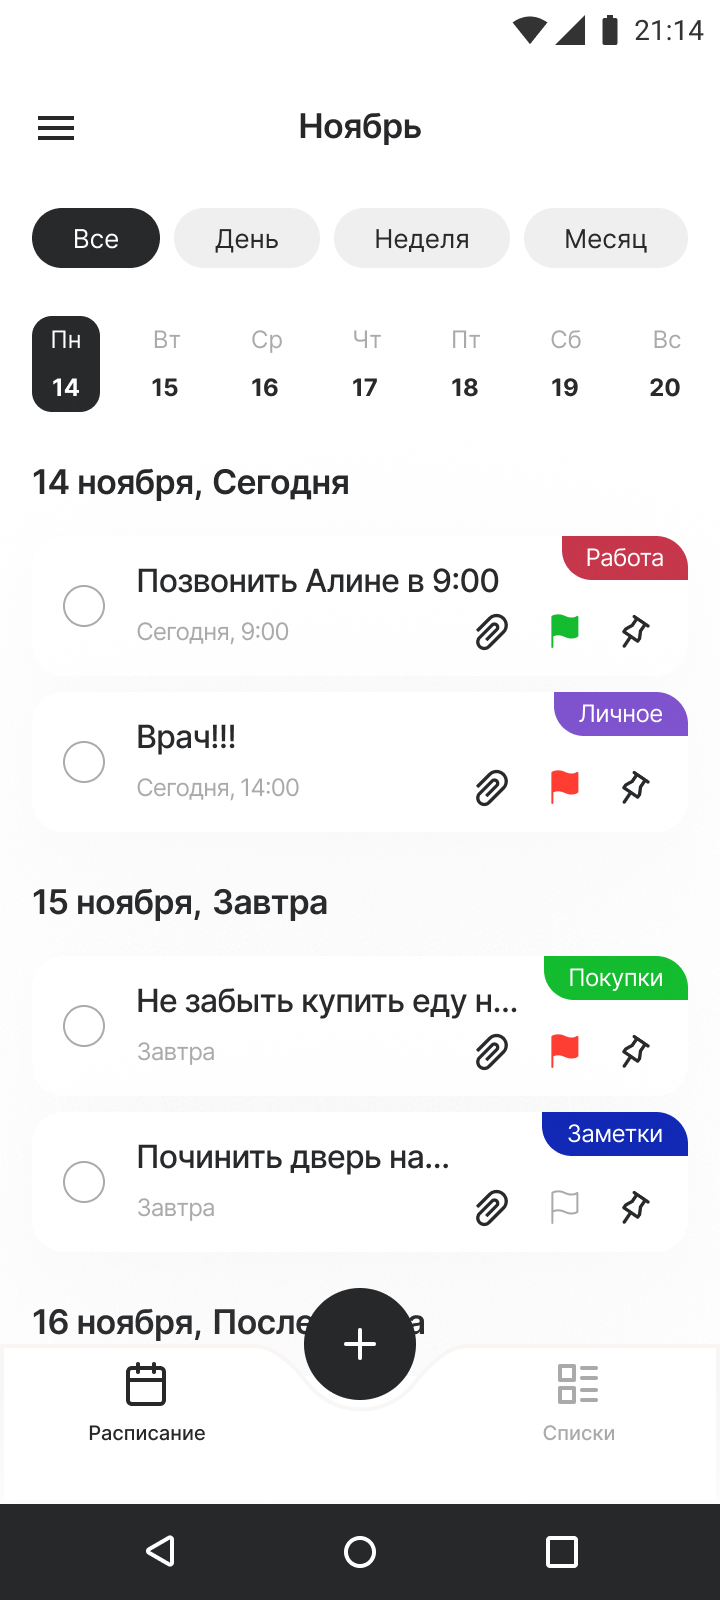 21:14
Ноябрь
Все День Неделя Месяц
Пн Вт Ср Чт Пт Сб Вс
14 15 16 17 18 19 20
14 ноября, Сегодня
Работа
Позвонить Алине в 9:00
Сегодня, 9:00
Личное
Врач!!!
Сегодня, 14:00
15 ноября, Завтра
Покупки
Не забыть купить еду н...
Завтра
Заметки
Починить дверь на...
Завтра
16 ноября,
Расписание Списки